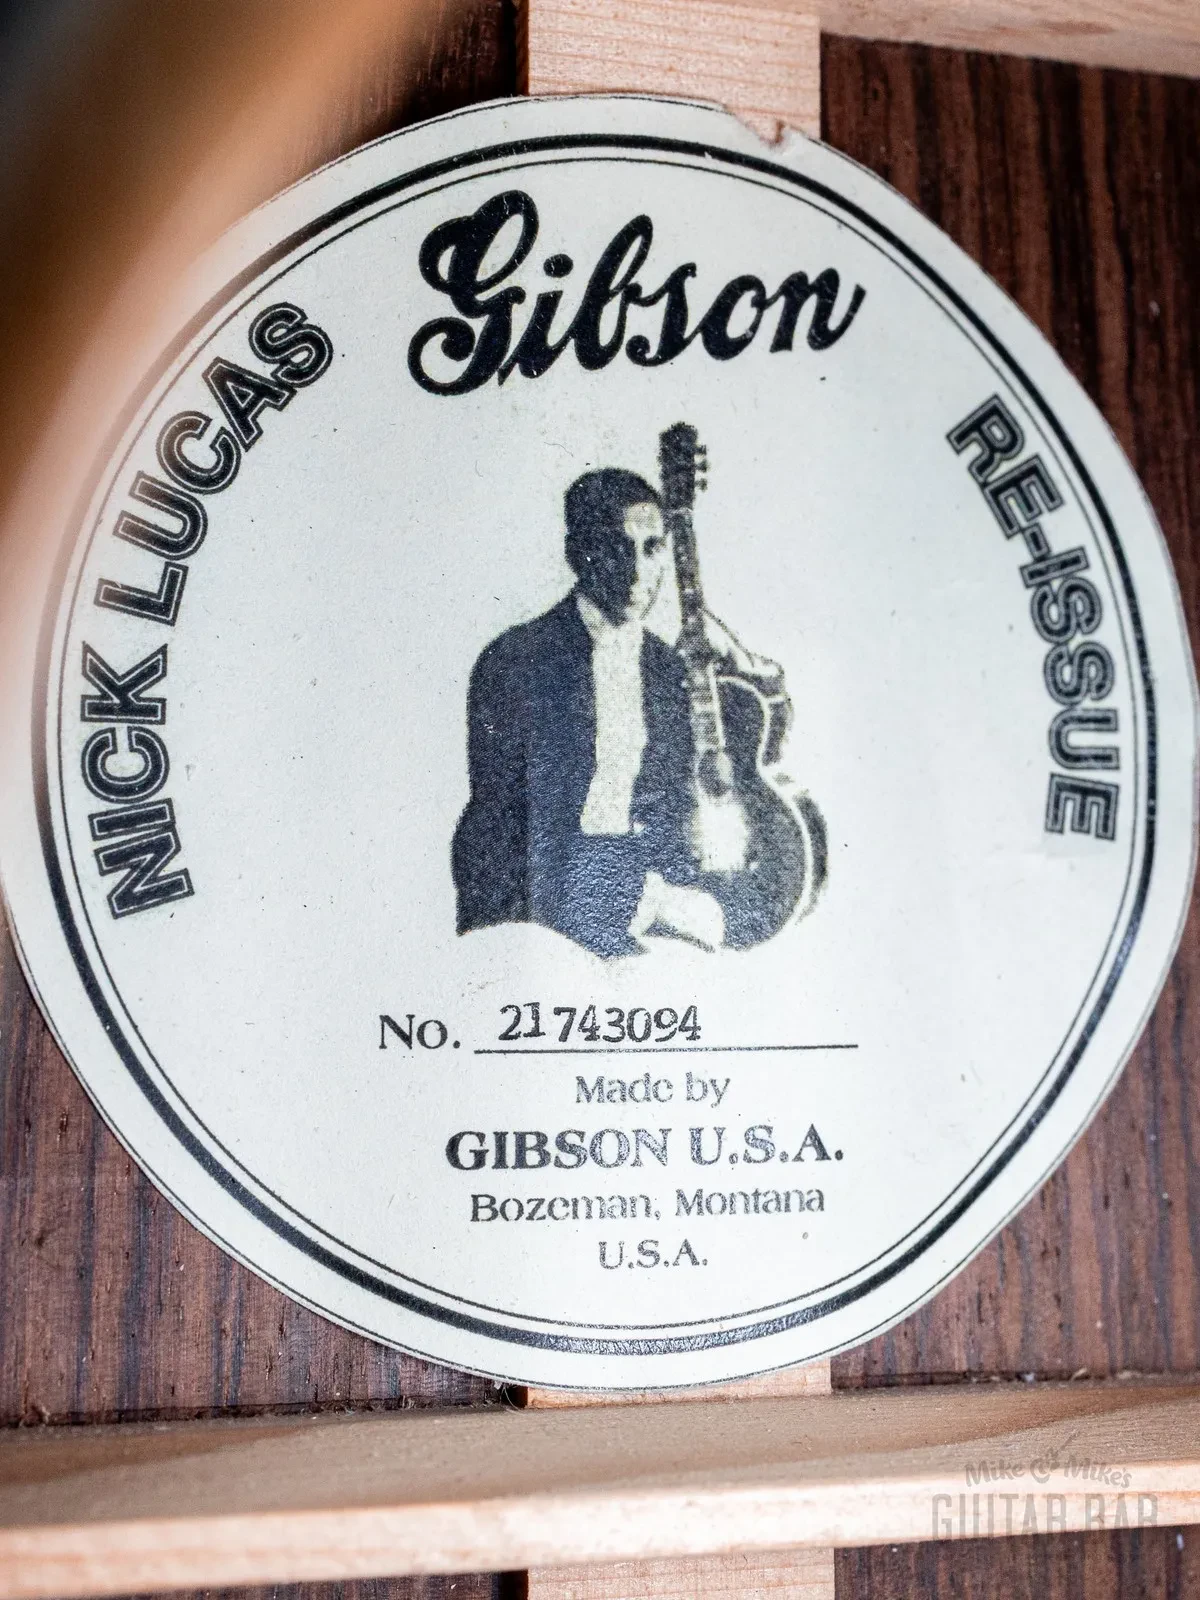 Gibson
NICK LUCAS
RE-ISSUE
No. 21743094
Made by
GIBSON U.S.A.
Bozeman, Montana
U.S.A.
Mike & Mike's
GUITAR BAR